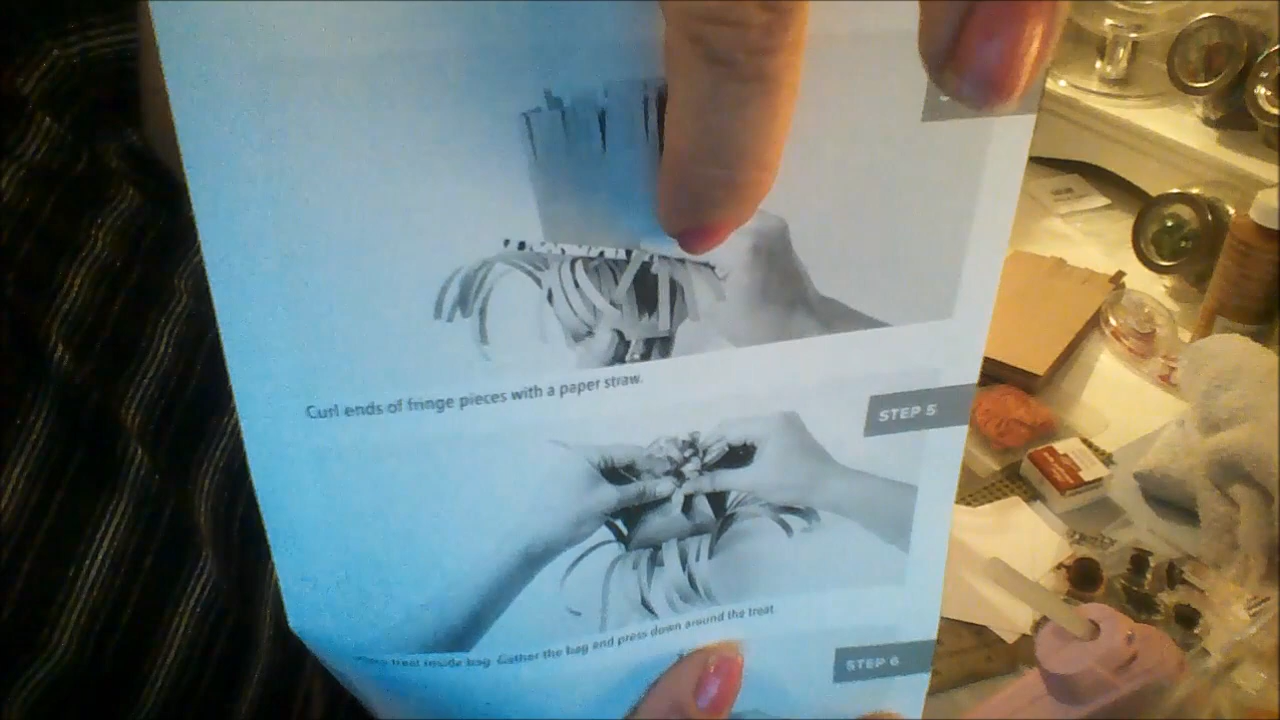 Curl ends of fringe pieces with a paper straw.
STEP 5
treat inside bag. Gather the bag and press down around the treat
STEP 6